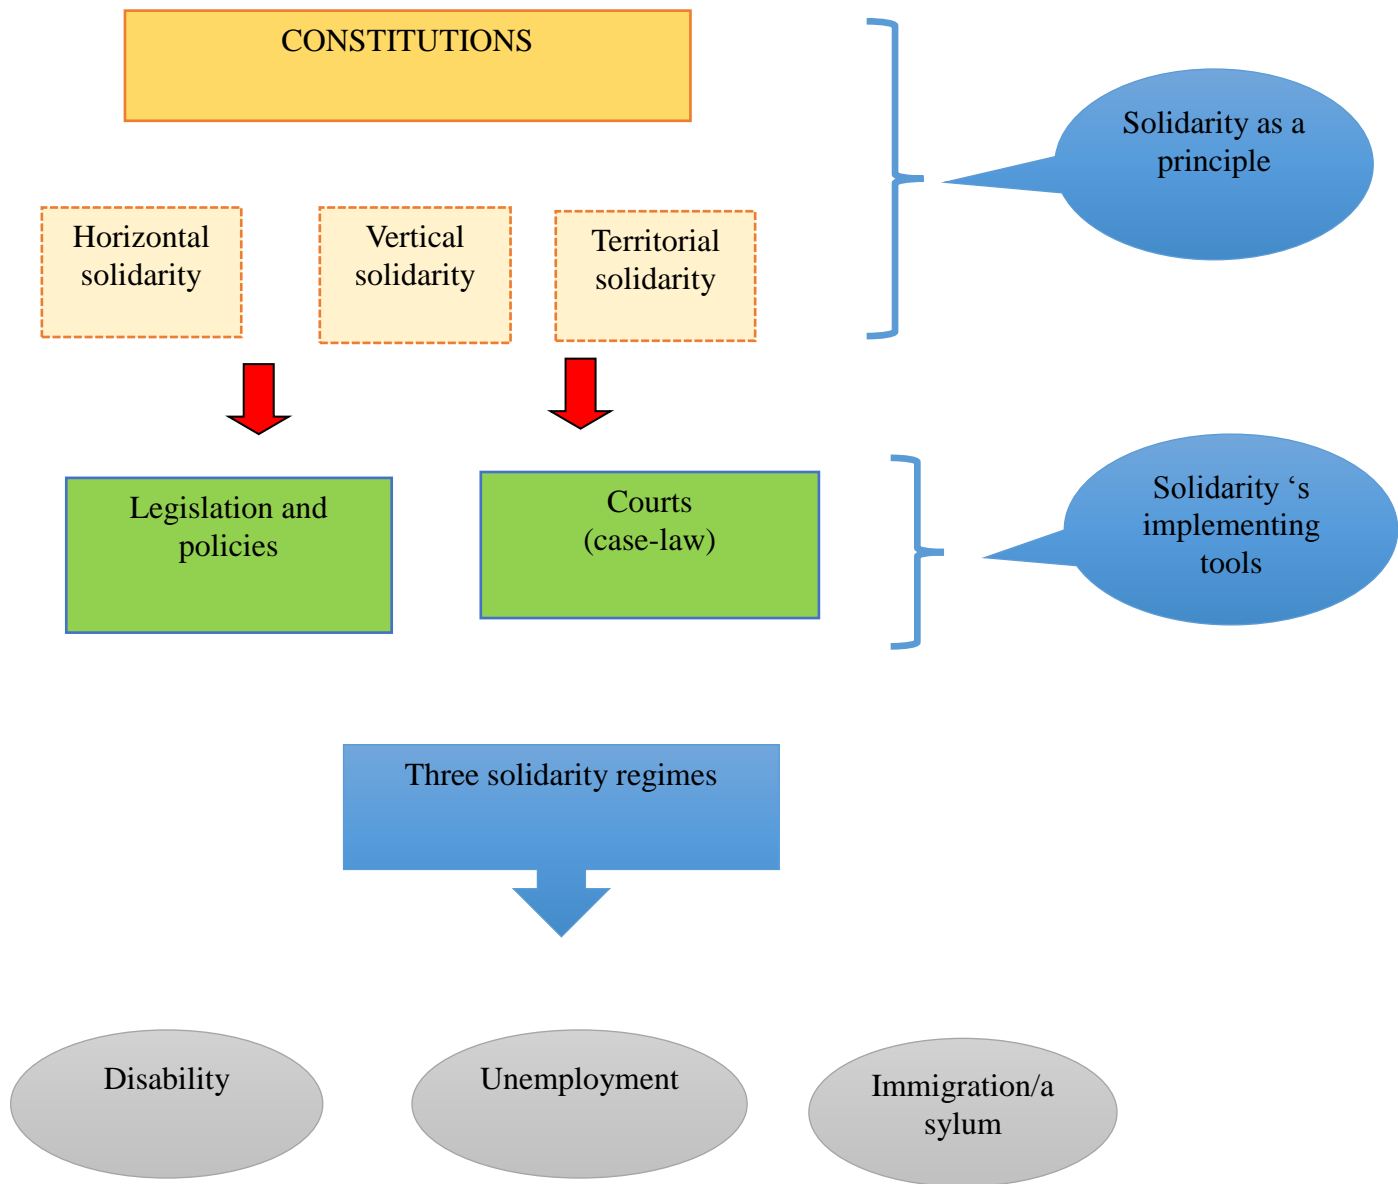 CONSTITUTIONS
Solidarity as a
principle
Horizontal
solidarity
Vertical
solidarity
Territorial
solidarity
Legislation and
policies
Courts
(case-law)
Solidarity ‘s
implementing
tools
Three solidarity regimes
Disability
Unemployment
Immigration/a
sylum